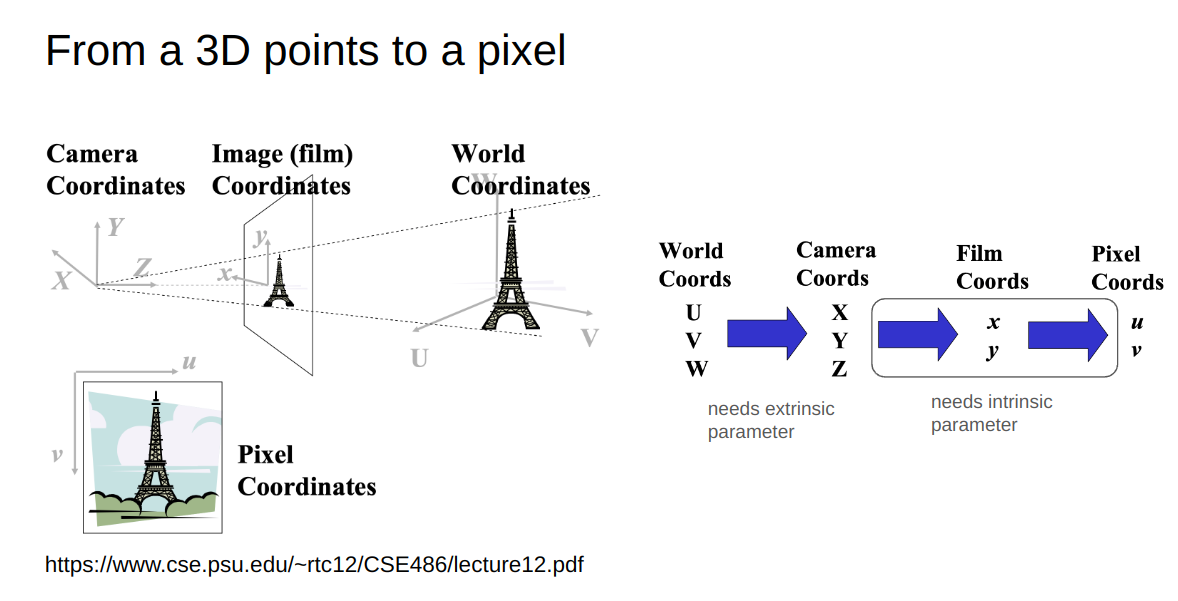 From a 3D points to a pixel
Camera
Coordinates
Image (film)
Coordinates
World
Coordinates
W
Y
X
Z
y
x
U
V
u
v
Pixel
Coordinates
World
Coords
U
V
W
Camera
Coords
X
Y
Z
Film
Coords
x
y
Pixel
Coords
u
v
needs extrinsic
parameter
needs intrinsic
parameter
https://www.cse.psu.edu/~rtc12/CSE486/lecture12.pdf